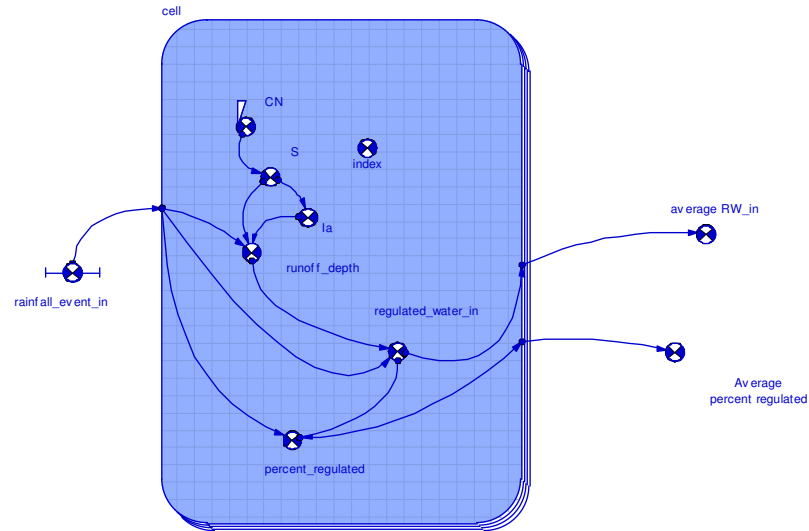 cell
CN
S
index
Ia
average RW_in
runoff_depth
rainfall_event_in
regulated_water_in
Average
percent regulated
percent_regulated